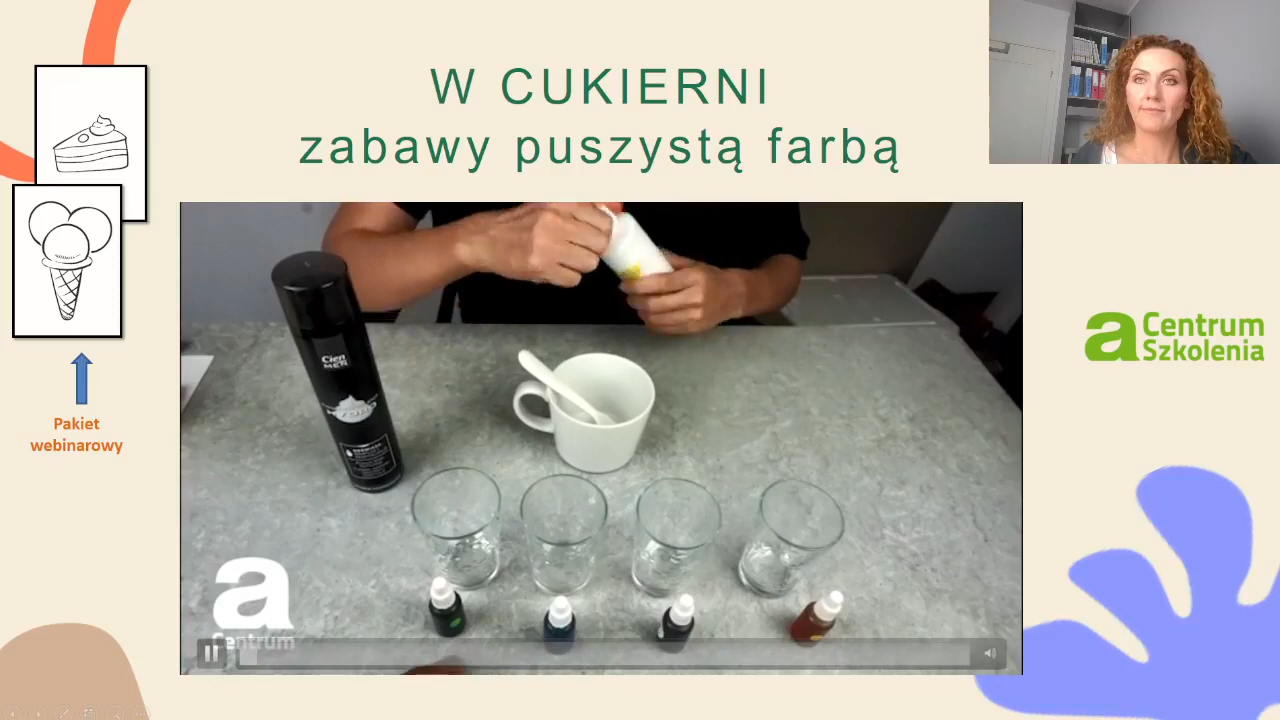 W CUKIERNI
zabawy puszystą farbą
Pakiet
webinarowy
a Centrum
Szkolenia
Cien
MEN
a
Centrum